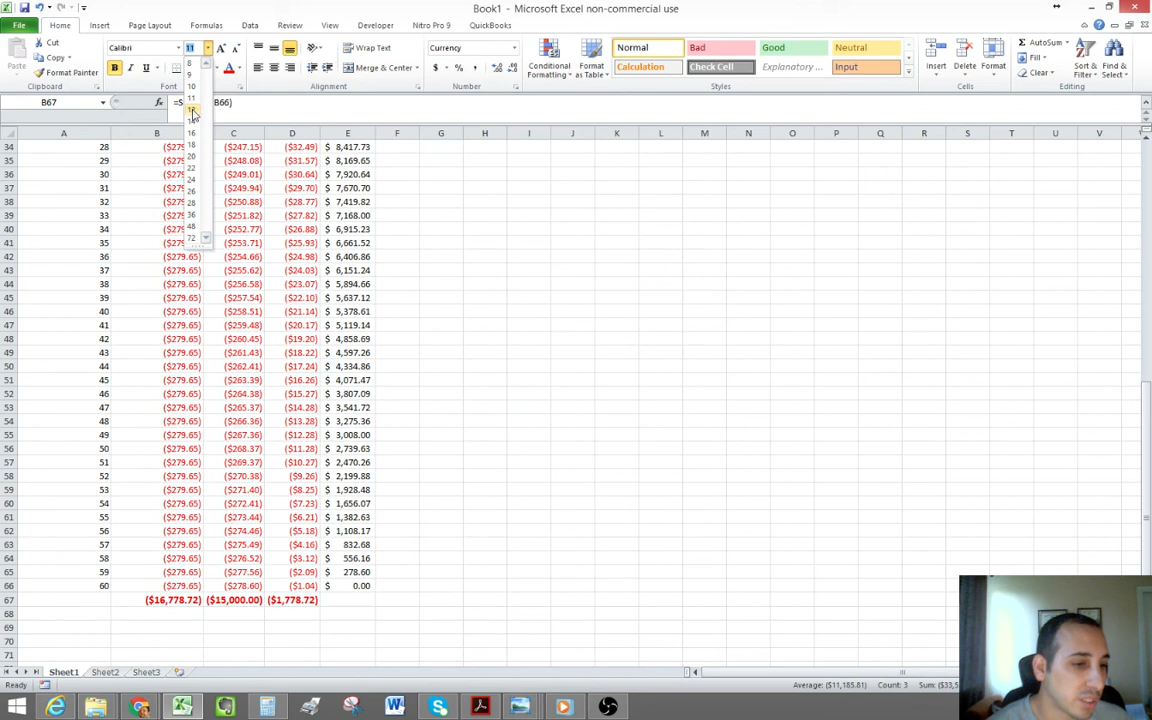 Book1 - Microsoft Excel non-commercial use
File Home Insert Page Layout Formulas Data Review View Developer Nitro Pro 9 QuickBooks
Paste Cut Copy Format Painter Clipboard
Calibri 11 B I U A Font
Wrap Text Merge & Center Alignment
Currency $ % , Number
Conditional Formatting Format as Table
Normal Bad Good Neutral
Calculation Check Cell Explanatory ... Input
Styles
Insert Delete Format Cells
AutoSum Fill Clear Sort & Filter Find & Select Editing
8
9
10
11
14
16
18
20
22
24
26
28
36
48
72
B67 fx B66)
A B C D E F G H I J K L M N O P Q R S T U V
34 28 ($247.15) ($32.49) $ 8,417.73
35 29 ($248.08) ($31.57) $ 8,169.65
36 30 ($249.01) ($30.64) $ 7,920.64
37 31 ($249.94) ($29.70) $ 7,670.70
38 32 ($250.88) ($28.77) $ 7,419.82
39 33 ($251.82) ($27.82) $ 7,168.00
40 34 ($252.77) ($26.88) $ 6,915.23
41 35 ($253.71) ($25.93) $ 6,661.52
42 36 ($279.65) ($254.66) ($24.98) $ 6,406.86
43 37 ($279.65) ($255.62) ($24.03) $ 6,151.24
44 38 ($279.65) ($256.58) ($23.07) $ 5,894.66
45 39 ($279.65) ($257.54) ($22.10) $ 5,637.12
46 40 ($279.65) ($258.51) ($21.14) $ 5,378.61
47 41 ($279.65) ($259.48) ($20.17) $ 5,119.14
48 42 ($279.65) ($260.45) ($19.20) $ 4,858.69
49 43 ($279.65) ($261.43) ($18.22) $ 4,597.26
50 44 ($279.65) ($262.41) ($17.24) $ 4,334.86
51 45 ($279.65) ($263.39) ($16.26) $ 4,071.47
52 46 ($279.65) ($264.38) ($15.27) $ 3,807.09
53 47 ($279.65) ($265.37) ($14.28) $ 3,541.72
54 48 ($279.65) ($266.36) ($13.28) $ 3,275.36
55 49 ($279.65) ($267.36) ($12.28) $ 3,008.00
56 50 ($279.65) ($268.37) ($11.28) $ 2,739.63
57 51 ($279.65) ($269.37) ($10.27) $ 2,470.26
58 52 ($279.65) ($270.38) ($9.26) $ 2,199.88
59 53 ($279.65) ($271.40) ($8.25) $ 1,928.48
60 54 ($279.65) ($272.41) ($7.23) $ 1,656.07
61 55 ($279.65) ($273.44) ($6.21) $ 1,382.63
62 56 ($279.65) ($274.46) ($5.18) $ 1,108.17
63 57 ($279.65) ($275.49) ($4.16) $ 832.68
64 58 ($279.65) ($276.52) ($3.12) $ 556.16
65 59 ($279.65) ($277.56) ($2.09) $ 278.60
66 60 ($279.65) ($278.60) ($1.04) $ 0.00
67 ($16,778.72) ($15,000.00) ($1,778.72)
68
69
70
Sheet1 Sheet2 Sheet3
Ready Average: ($11,185.81) Count: 3 Sum: ($33,5